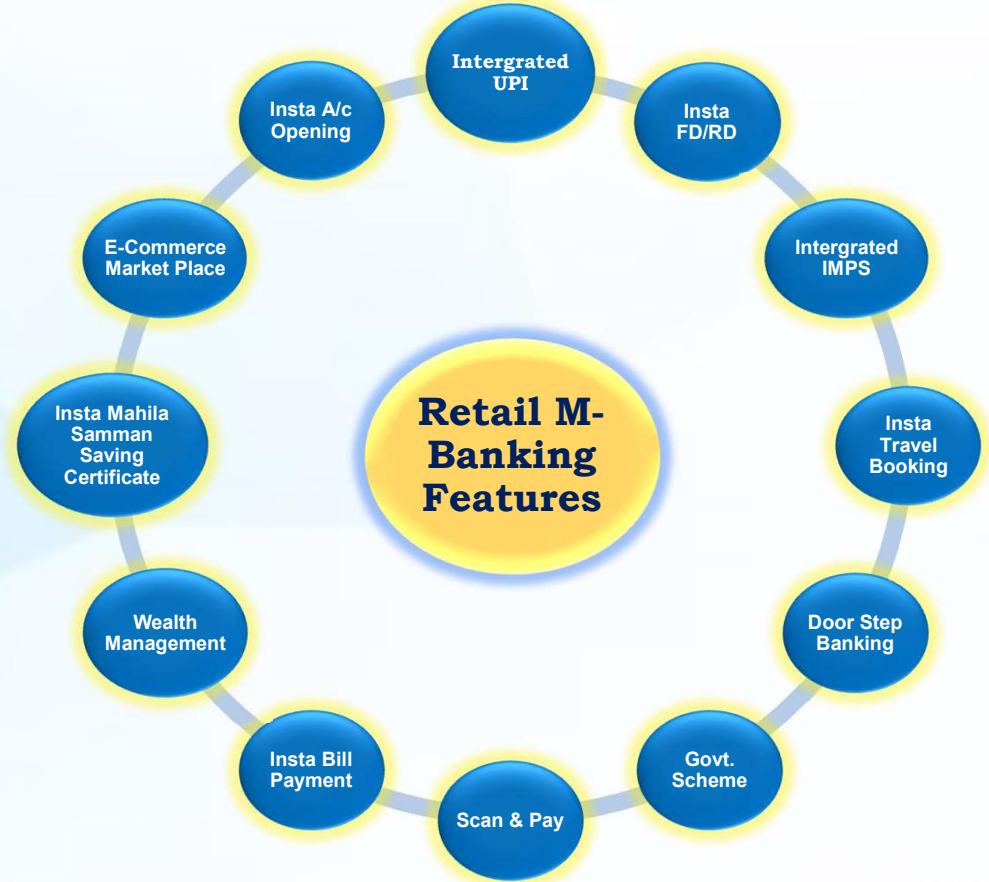 Intergrated
UPI
Insta
FD/RD
Intergrated
IMPS
Insta
Travel
Booking
Door Step
Banking
Govt.
Scheme
Scan & Pay
Insta Bill
Payment
Wealth
Management
Insta Mahila
Samman
Saving
Certificate
E-Commerce
Market Place
Insta A/c
Opening
Retail M-
Banking
Features